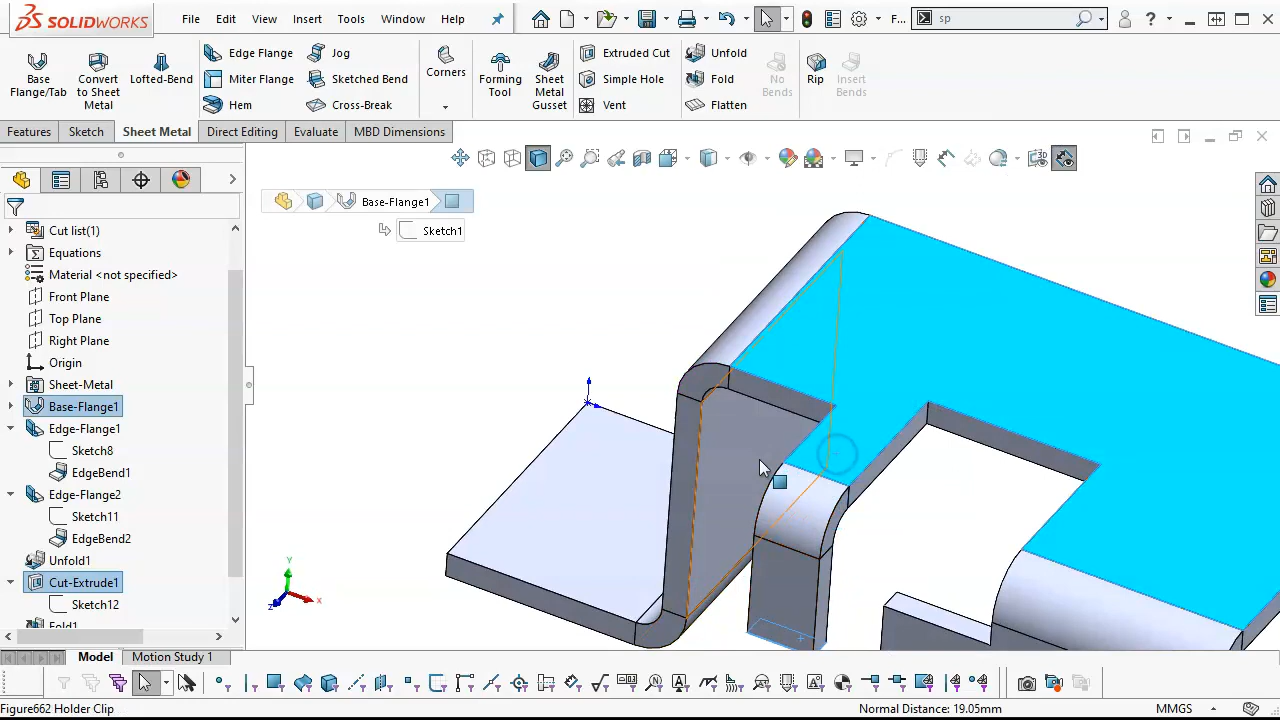 SOLIDWORKS
File Edit View Insert Tools Window Help
F... sp
Base Flange/Tab
Convert to Sheet Metal
Lofted-Bend
Edge Flange
Miter Flange
Hem
Jog
Sketched Bend
Cross-Break
Corners
Forming Tool
Sheet Metal Gusset
Extruded Cut
Simple Hole
Vent
Unfold
Fold
Flatten
No Bends
Rip
Insert Bends
Features Sketch Sheet Metal Direct Editing Evaluate MBD Dimensions
Base-Flange1
Sketch1
Cut list(1)
Equations
Material <not specified>
Front Plane
Top Plane
Right Plane
Origin
Sheet-Metal
Base-Flange1
Edge-Flange1
Sketch8
EdgeBend1
Edge-Flange2
Sketch11
EdgeBend2
Unfold1
Cut-Extrude1
Sketch12
Fold1
Y
X
Z
Model Motion Study 1
Figure662 Holder Clip Normal Distance: 19.05mm MMGS